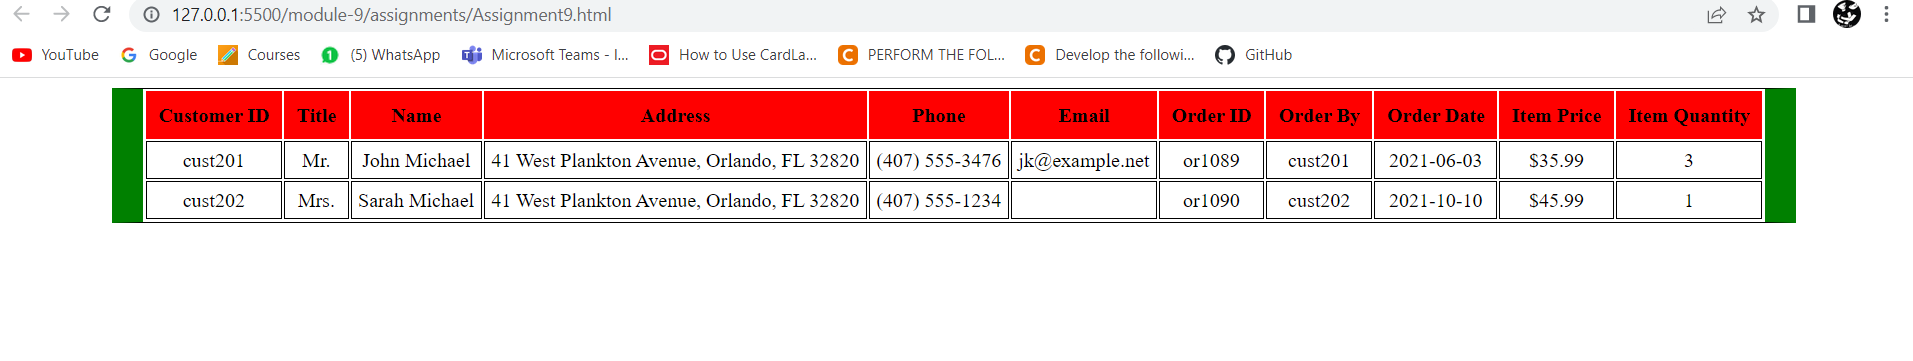 127.0.0.1:5500/module-9/assignments/Assignment9.html
YouTube Google Courses (5) WhatsApp Microsoft Teams - I... How to Use CardLa... PERFORM THE FOL... Develop the followi... GitHub
Customer ID Title Name Address Phone Email Order ID Order By Order Date Item Price Item Quantity
cust201 Mr. John Michael 41 West Plankton Avenue, Orlando, FL 32820 (407) 555-3476 jk@example.net or1089 cust201 2021-06-03 $35.99 3
cust202 Mrs. Sarah Michael 41 West Plankton Avenue, Orlando, FL 32820 (407) 555-1234 or1090 cust202 2021-10-10 $45.99 1